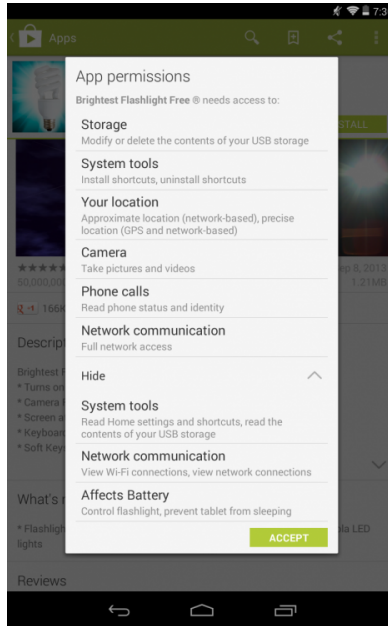 7:3
Apps
App permissions
Brightest Flashlight Free ® needs access to:
Storage
Modify or delete the contents of your USB storage
System tools
Install shortcuts, uninstall shortcuts
Your location
Approximate location (network-based), precise
location (GPS and network-based)
Camera
Take pictures and videos
Phone calls
Read phone status and identity
Network communication
Full network access
Hide
System tools
Read Home settings and shortcuts, read the
contents of your USB storage
Network communication
View Wi-Fi connections, view network connections
Affects Battery
Control flashlight, prevent tablet from sleeping
ACCEPT
STALL
ep 8, 2013
50,000,00
1.21MB
166K
Descrip
Brightest F
* Turns on
* Camera f
* Screen a
* Keyboar
* Soft Key
What's
* Flashligh
ola LED
lights
Reviews